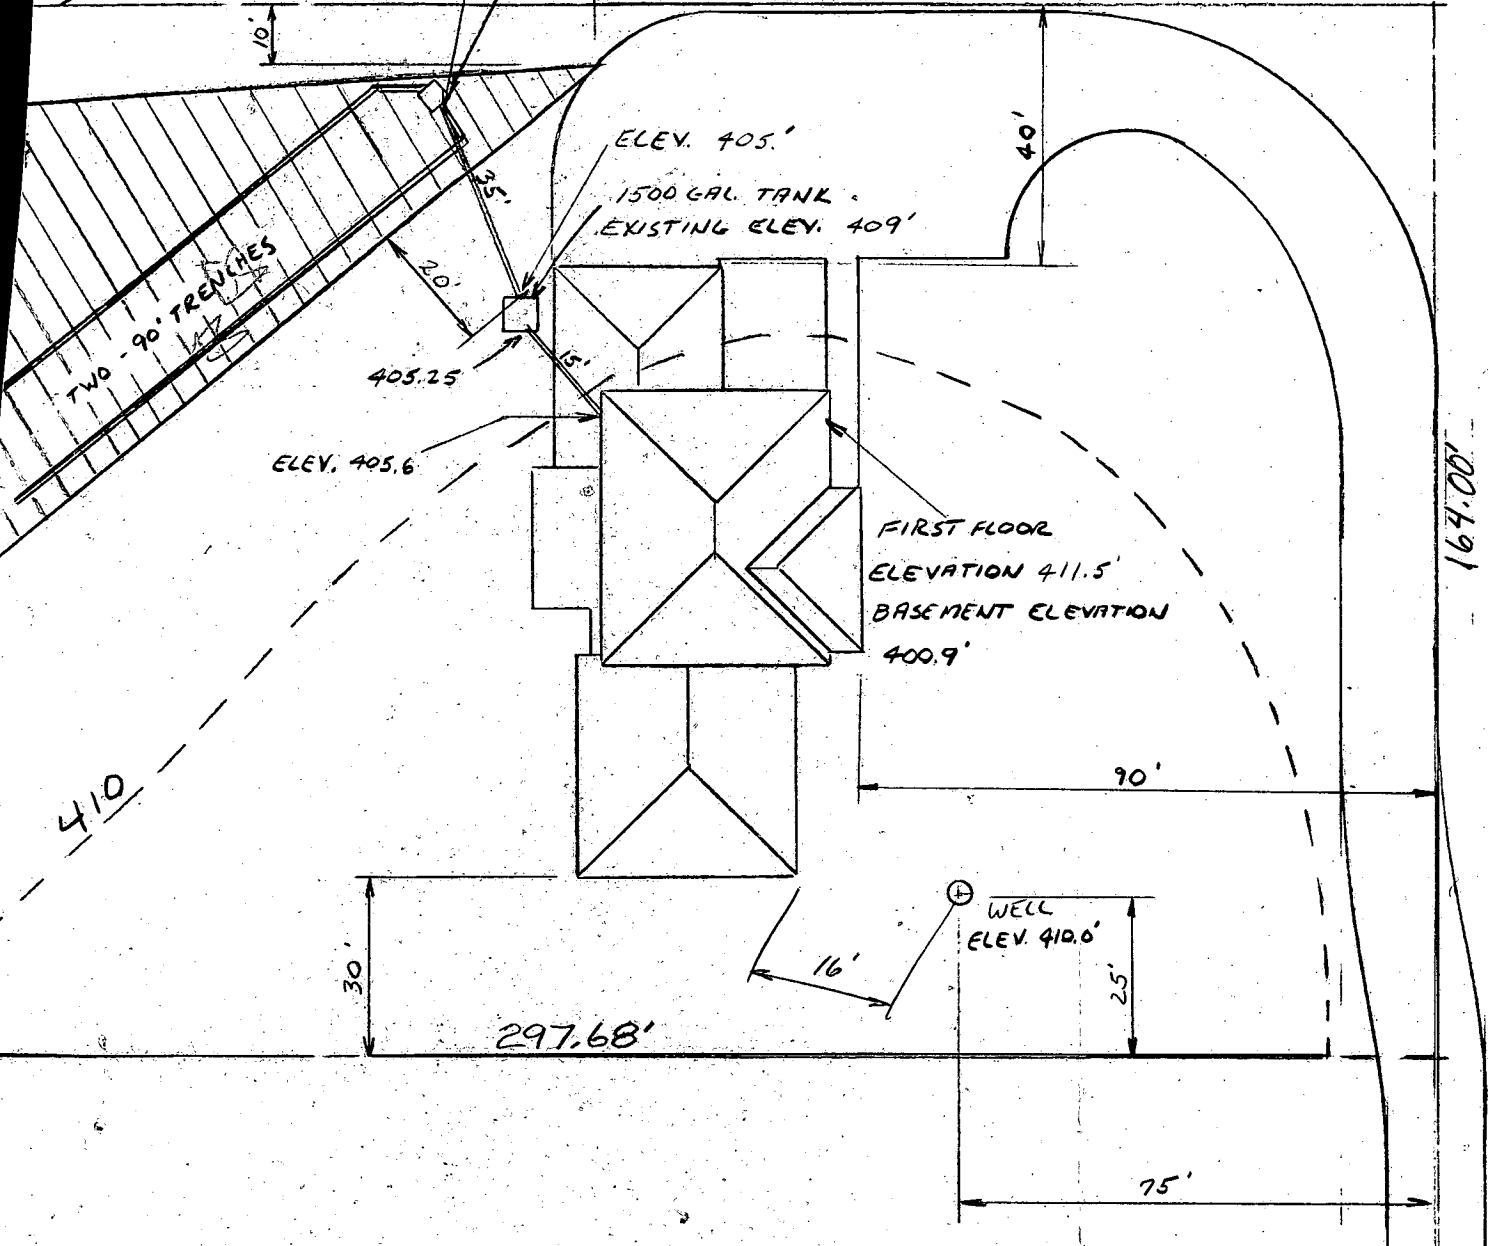 10'
ELEV. 405.'
40'
1500 GAL. TANK.
EXISTING ELEV. 409'
35'
20'
TWO - 90' TRENCHES
15'
405.25
ELEV. 405.6
164.00'
FIRST FLOOR
ELEVATION 411.5'
BASEMENT ELEVATION
400.9'
410
90'
WELL
ELEV. 410.0'
16'
30'
25'
297.68'
75'